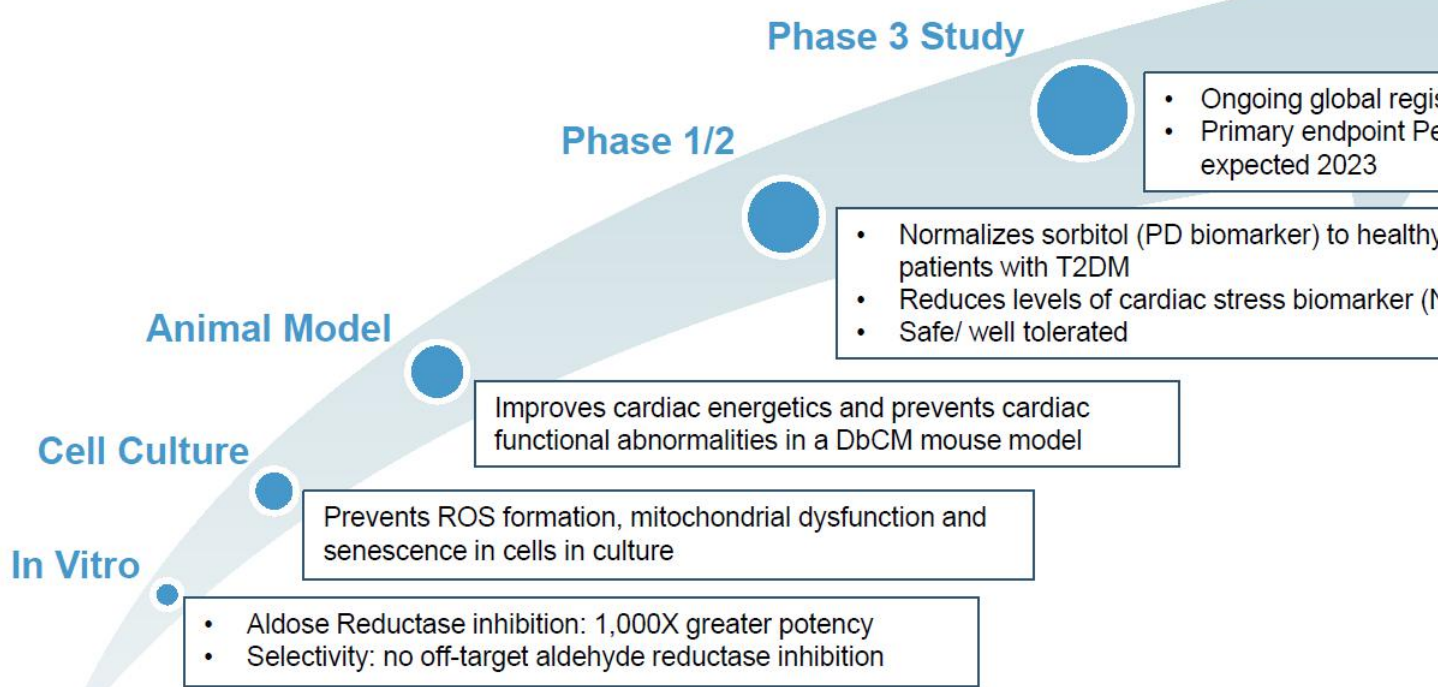 Phase 3 Study
• Ongoing global regis
• Primary endpoint Pe
expected 2023
Phase 1/2
• Normalizes sorbitol (PD biomarker) to healthy
patients with T2DM
• Reduces levels of cardiac stress biomarker (N
• Safe/ well tolerated
Animal Model
Improves cardiac energetics and prevents cardiac
functional abnormalities in a DbCM mouse model
Cell Culture
Prevents ROS formation, mitochondrial dysfunction and
senescence in cells in culture
In Vitro
• Aldose Reductase inhibition: 1,000X greater potency
• Selectivity: no off-target aldehyde reductase inhibition